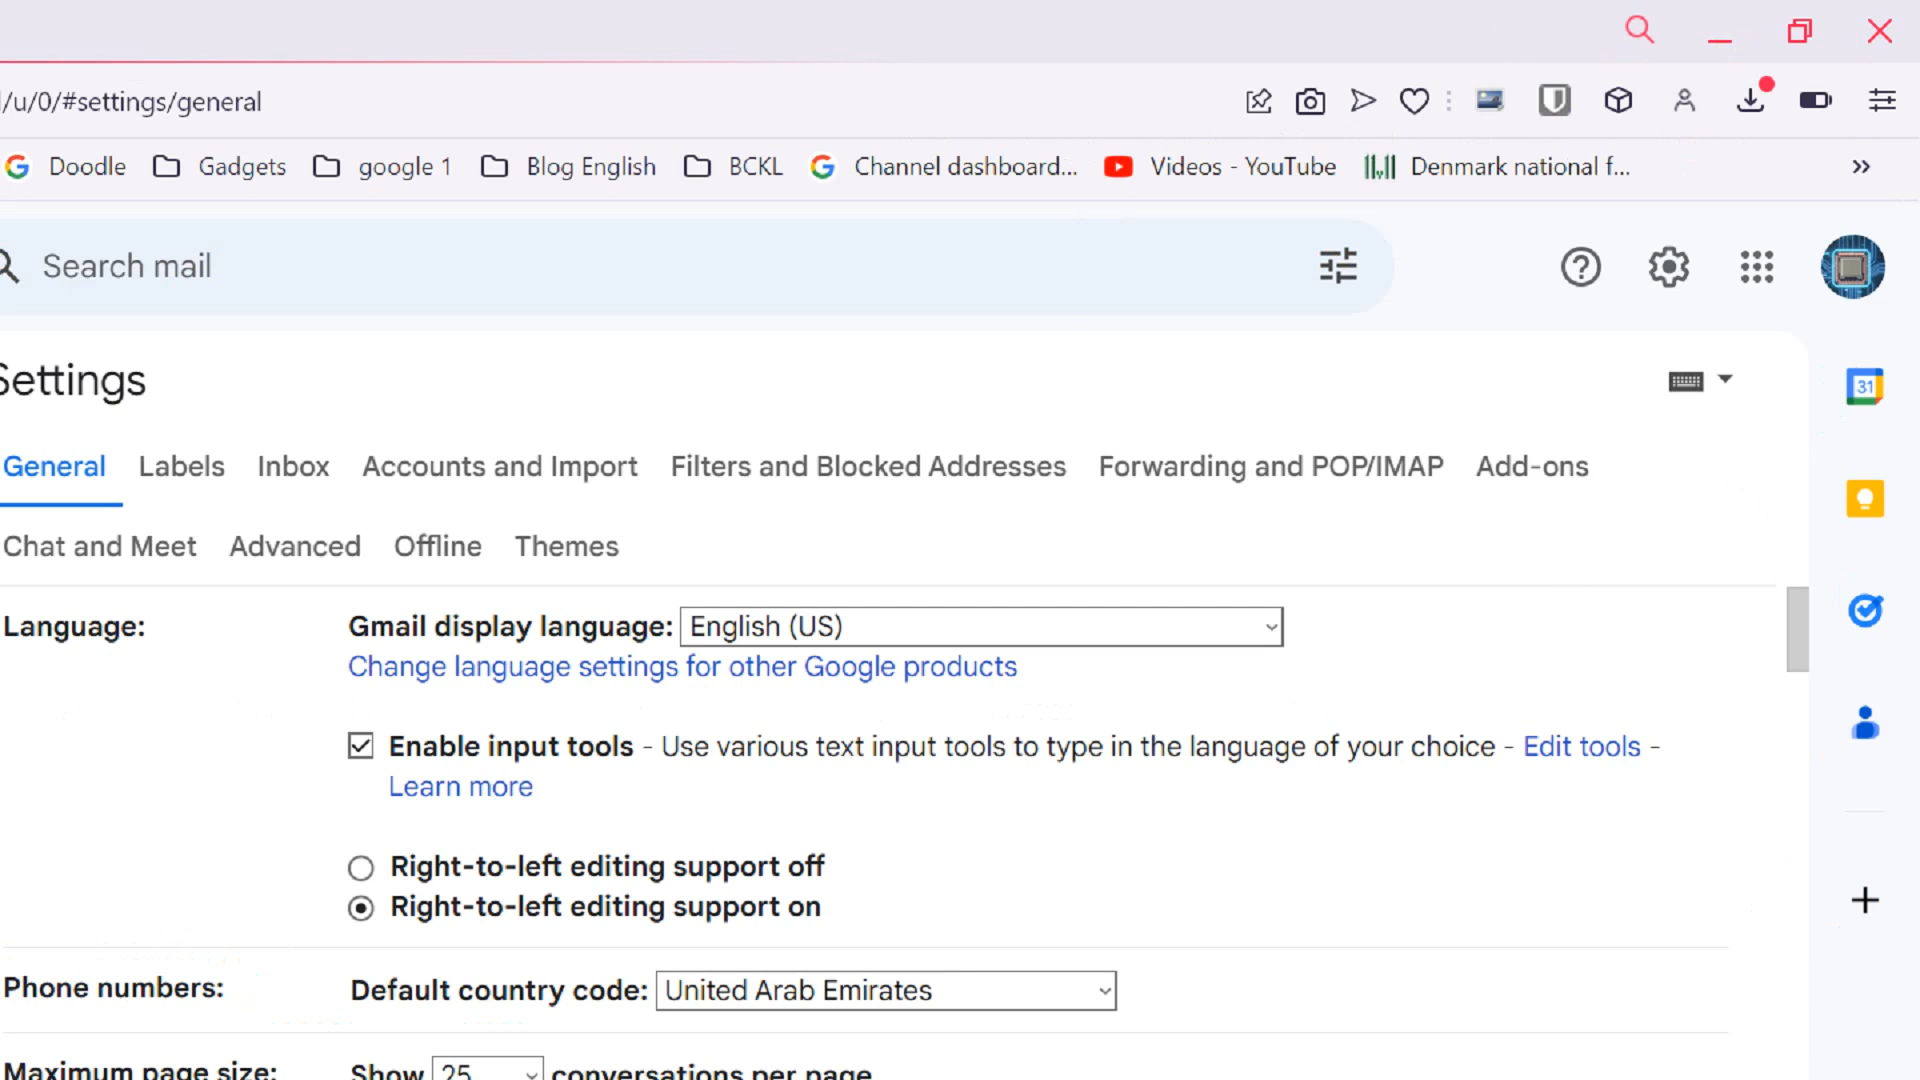 /u/0/#settings/general
Doodle Gadgets google 1 Blog English BCKL Channel dashboard... Videos - YouTube Denmark national f...
Search mail
Settings
31
General Labels Inbox Accounts and Import Filters and Blocked Addresses Forwarding and POP/IMAP Add-ons
Chat and Meet Advanced Offline Themes
Language: Gmail display language: English (US)
Change language settings for other Google products
Enable input tools - Use various text input tools to type in the language of your choice - Edit tools -
Learn more
Right-to-left editing support off
Right-to-left editing support on
Phone numbers: Default country code: United Arab Emirates
Maximum page size: Show 25 conversations per page